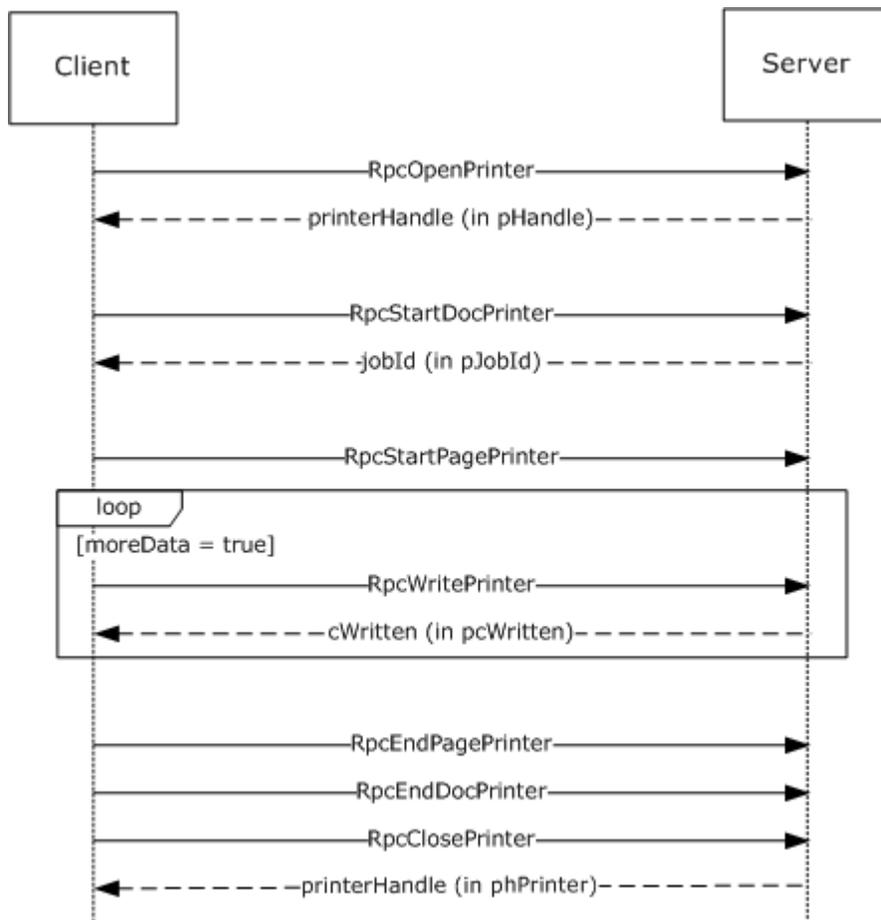 Client
Server
RpcOpenPrinter
printerHandle (in pHandle)
RpcStartDocPrinter
jobId (in pJobId)
RpcStartPagePrinter
loop
[moreData = true]
RpcWritePrinter
cWritten (in pcWritten)
RpcEndPagePrinter
RpcEndDocPrinter
RpcClosePrinter
printerHandle (in phPrinter)